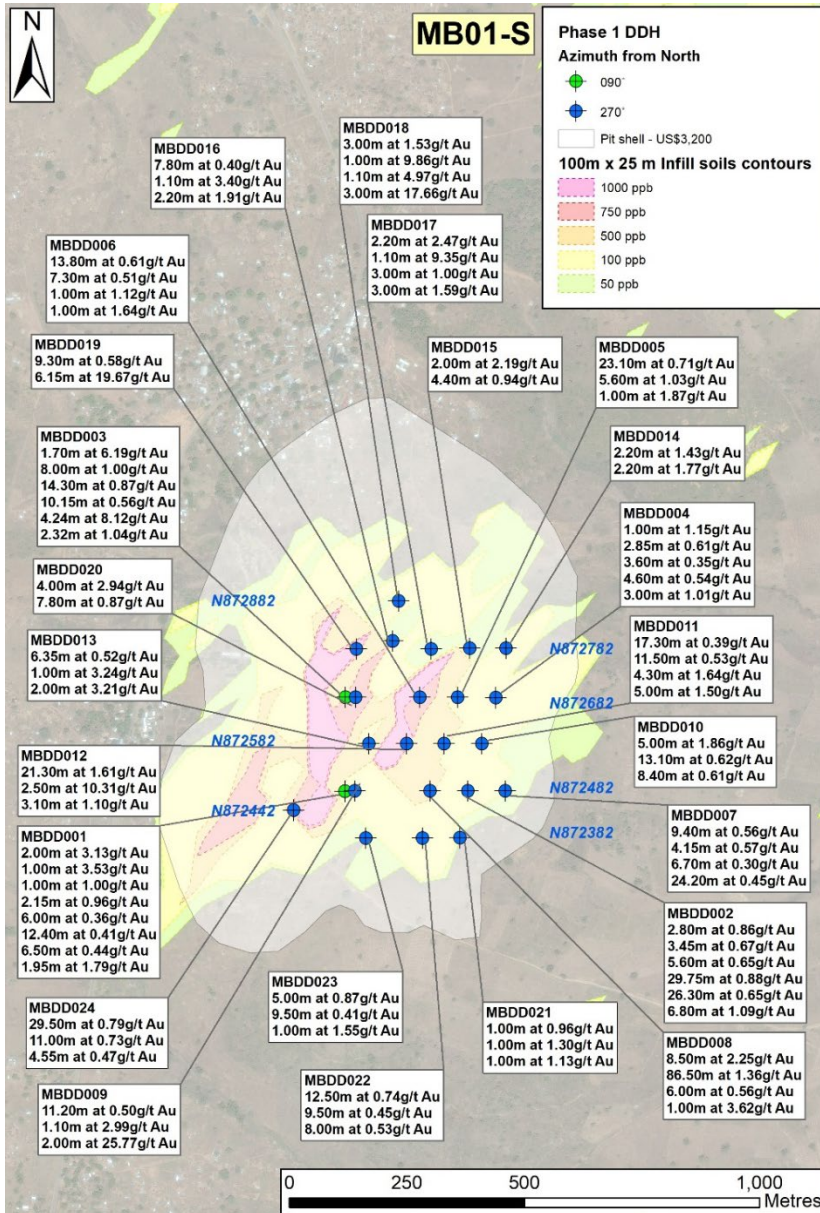 N
MB01-S
Phase 1 DDH
Azimuth from North
090°
270°
Pit shell - US$3,200
100m x 25 m Infill soils contours
1000 ppb
750 ppb
500 ppb
100 ppb
50 ppb
MBDD018
3.00m at 1.53g/t Au
1.00m at 9.86g/t Au
1.10m at 4.97g/t Au
3.00m at 17.66g/t Au
MBDD016
7.80m at 0.40g/t Au
1.10m at 3.40g/t Au
2.20m at 1.91g/t Au
MBDD017
2.20m at 2.47g/t Au
1.10m at 9.35g/t Au
3.00m at 1.00g/t Au
3.00m at 1.59g/t Au
MBDD006
13.80m at 0.61g/t Au
7.30m at 0.51g/t Au
1.00m at 1.12g/t Au
1.00m at 1.64g/t Au
MBDD019
9.30m at 0.58g/t Au
6.15m at 19.67g/t Au
MBDD015
2.00m at 2.19g/t Au
4.40m at 0.94g/t Au
MBDD005
23.10m at 0.71g/t Au
5.60m at 1.03g/t Au
1.00m at 1.87g/t Au
MBDD003
1.70m at 6.19g/t Au
8.00m at 1.00g/t Au
14.30m at 0.87g/t Au
10.15m at 0.56g/t Au
4.24m at 8.12g/t Au
2.32m at 1.04g/t Au
MBDD014
2.20m at 1.43g/t Au
2.20m at 1.77g/t Au
MBDD004
1.00m at 1.15g/t Au
2.85m at 0.61g/t Au
3.60m at 0.35g/t Au
4.60m at 0.54g/t Au
3.00m at 1.01g/t Au
MBDD020
4.00m at 2.94g/t Au
7.80m at 0.87g/t Au
N872882
MBDD013
6.35m at 0.52g/t Au
1.00m at 3.24g/t Au
2.00m at 3.21g/t Au
N872782
MBDD011
17.30m at 0.39g/t Au
11.50m at 0.53g/t Au
4.30m at 1.64g/t Au
5.00m at 1.50g/t Au
N872682
N872582
MBDD010
5.00m at 1.86g/t Au
13.10m at 0.62g/t Au
8.40m at 0.61g/t Au
MBDD012
21.30m at 1.61g/t Au
2.50m at 10.31g/t Au
3.10m at 1.10g/t Au
N872482
N872442
MBDD007
9.40m at 0.56g/t Au
4.15m at 0.57g/t Au
6.70m at 0.30g/t Au
24.20m at 0.45g/t Au
MBDD001
2.00m at 3.13g/t Au
1.00m at 3.53g/t Au
1.00m at 1.00g/t Au
2.15m at 0.96g/t Au
6.00m at 0.36g/t Au
12.40m at 0.41g/t Au
6.50m at 0.44g/t Au
1.95m at 1.79g/t Au
N872382
MBDD002
2.80m at 0.86g/t Au
3.45m at 0.67g/t Au
5.60m at 0.65g/t Au
29.75m at 0.88g/t Au
26.30m at 0.65g/t Au
6.80m at 1.09g/t Au
MBDD023
5.00m at 0.87g/t Au
9.50m at 0.41g/t Au
1.00m at 1.55g/t Au
MBDD024
29.50m at 0.79g/t Au
11.00m at 0.73g/t Au
4.55m at 0.47g/t Au
MBDD021
1.00m at 0.96g/t Au
1.00m at 1.30g/t Au
1.00m at 1.13g/t Au
MBDD008
8.50m at 2.25g/t Au
86.50m at 1.36g/t Au
6.00m at 0.56g/t Au
1.00m at 3.62g/t Au
MBDD022
12.50m at 0.74g/t Au
9.50m at 0.45g/t Au
8.00m at 0.53g/t Au
MBDD009
11.20m at 0.50g/t Au
1.10m at 2.99g/t Au
2.00m at 25.77g/t Au
0 250 500 1,000
Metres